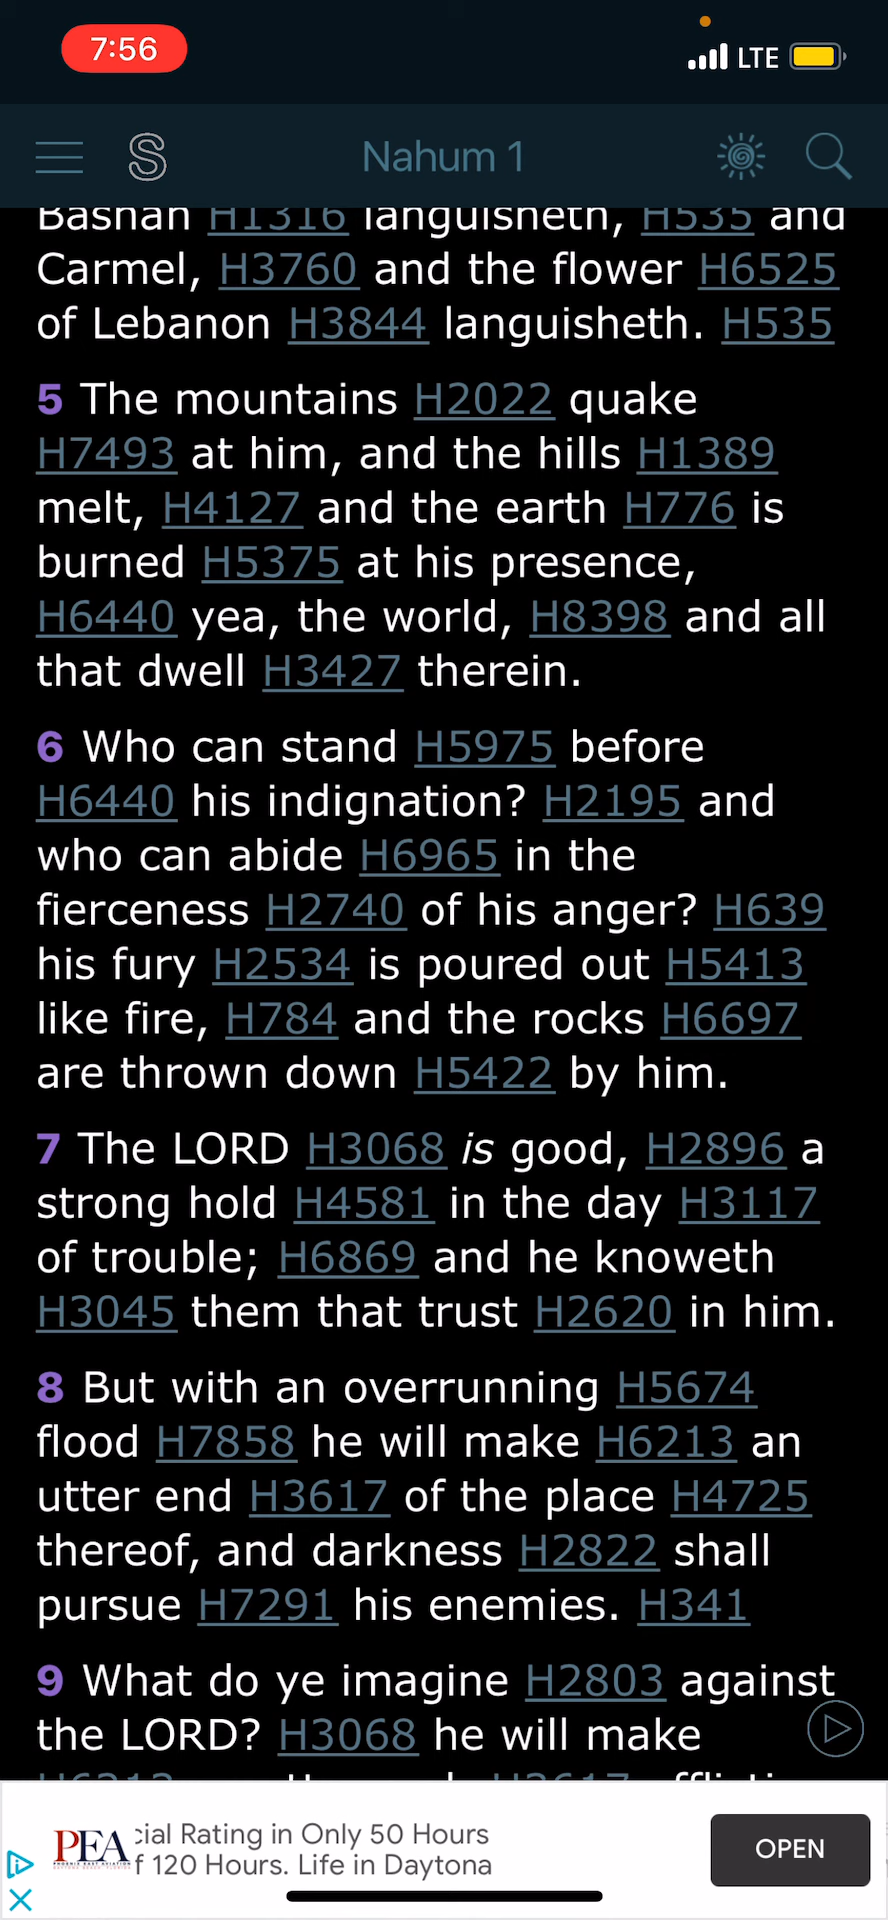 7:56
LTE
S
Nahum 1
Bashan H1316 languisheth, H535 and
Carmel, H3760 and the flower H6525
of Lebanon H3844 languisheth. H535
5 The mountains H2022 quake
H7493 at him, and the hills H1389
melt, H4127 and the earth H776 is
burned H5375 at his presence,
H6440 yea, the world, H8398 and all
that dwell H3427 therein.
6 Who can stand H5975 before
H6440 his indignation? H2195 and
who can abide H6965 in the
fierceness H2740 of his anger? H639
his fury H2534 is poured out H5413
like fire, H784 and the rocks H6697
are thrown down H5422 by him.
7 The LORD H3068 is good, H2896 a
strong hold H4581 in the day H3117
of trouble; H6869 and he knoweth
H3045 them that trust H2620 in him.
8 But with an overrunning H5674
flood H7858 he will make H6213 an
utter end H3617 of the place H4725
thereof, and darkness H2822 shall
pursue H7291 his enemies. H341
9 What do ye imagine H2803 against
the LORD? H3068 he will make
PEA
PHOENIX EAST AVIATION
cial Rating in Only 50 Hours
f 120 Hours. Life in Daytona
OPEN